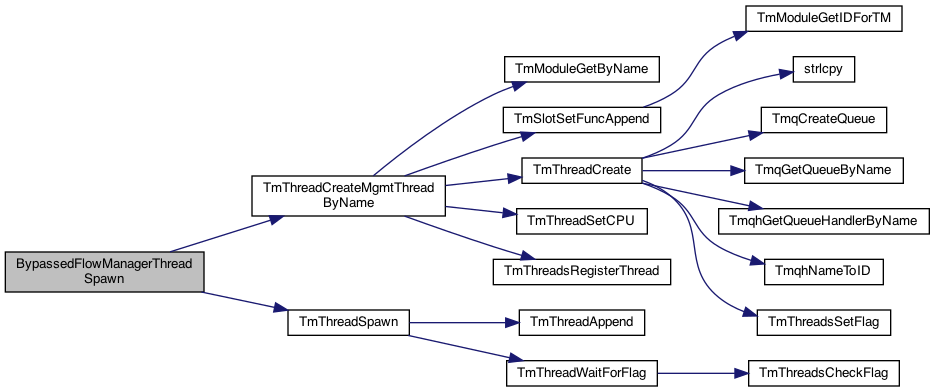 TmModuleGetIDForTM
TmModuleGetByName
strlcpy
TmSlotSetFuncAppend
TmqCreateQueue
TmThreadCreateMgmtThread
ByName
TmThreadCreate
TmqGetQueueByName
TmThreadSetCPU
TmqhGetQueueHandlerByName
BypassedFlowManagerThread
Spawn
TmThreadsRegisterThread
TmqhNameToID
TmThreadSpawn
TmThreadAppend
TmThreadsSetFlag
TmThreadWaitForFlag
TmThreadsCheckFlag